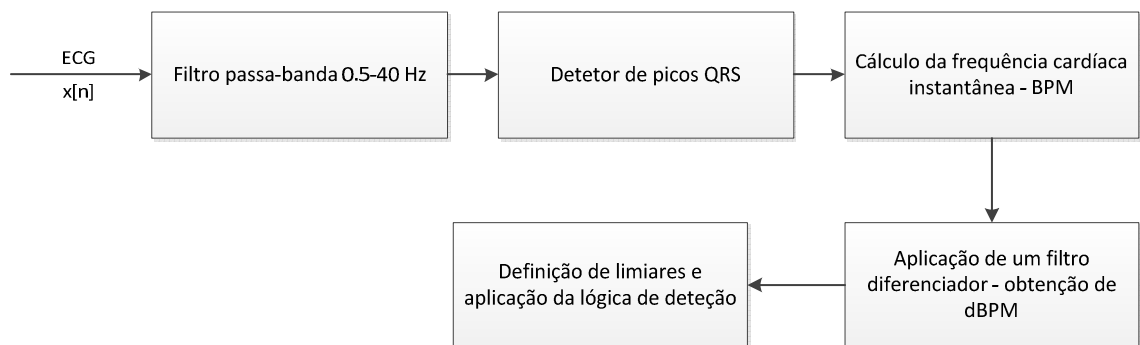 ECG
x[n]
Filtro passa-banda 0.5-40 Hz
Detetor de picos QRS
Cálculo da frequência cardíaca
instantânea - BPM
Definição de limiares e
aplicação da lógica de deteção
Aplicação de um filtro
diferenciador - obtenção de
dBPM